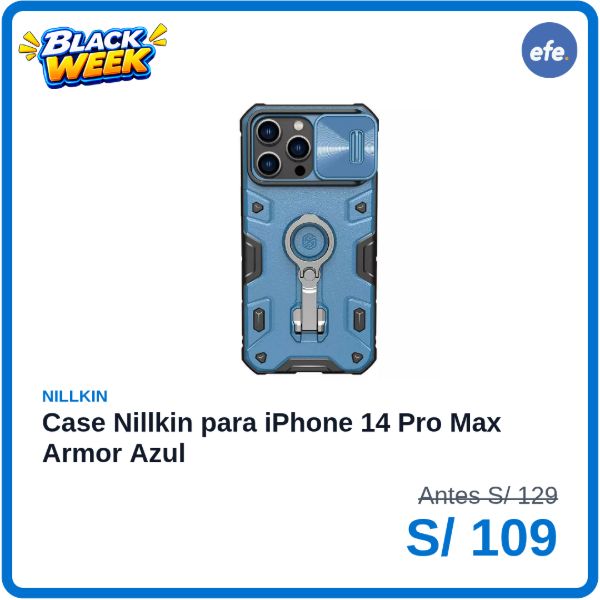 BLACK
WEEK
efe.
NILLKIN
Case Nillkin para iPhone 14 Pro Max
Armor Azul
Antes S/ 129
S/ 109